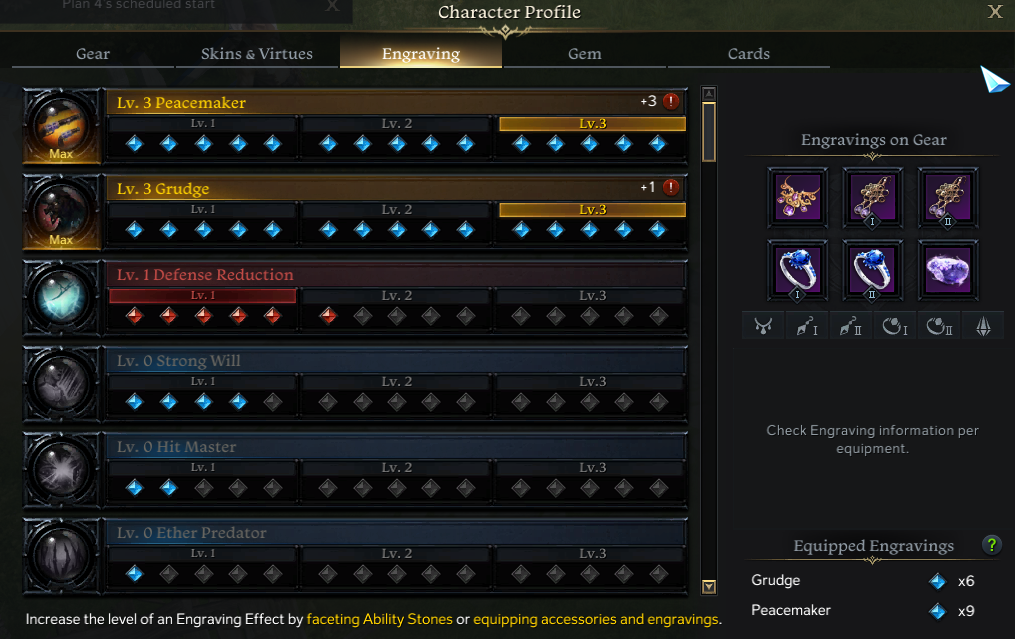 Plan 4's scheduled start
X
Character Profile
X
Gear
Skins & Virtues
Engraving
Gem
Cards
Max
Lv. 3 Peacemaker
+3 !
Lv. 1
Lv. 2
Lv.3
Max
Lv. 3 Grudge
+1 !
Lv. 1
Lv. 2
Lv.3
Lv. 1 Defense Reduction
Lv. 1
Lv. 2
Lv.3
Lv. 0 Strong Will
Lv. 1
Lv. 2
Lv.3
Lv. 0 Hit Master
Lv. 1
Lv. 2
Lv.3
Lv. 0 Ether Predator
Lv. 1
Lv. 2
Lv.3
Increase the level of an Engraving Effect by faceting Ability Stones or equipping accessories and engravings.
Engravings on Gear
I
II
I
II
I
II
I
II
Check Engraving information per
equipment.
Equipped Engravings
?
Grudge
x6
Peacemaker
x9